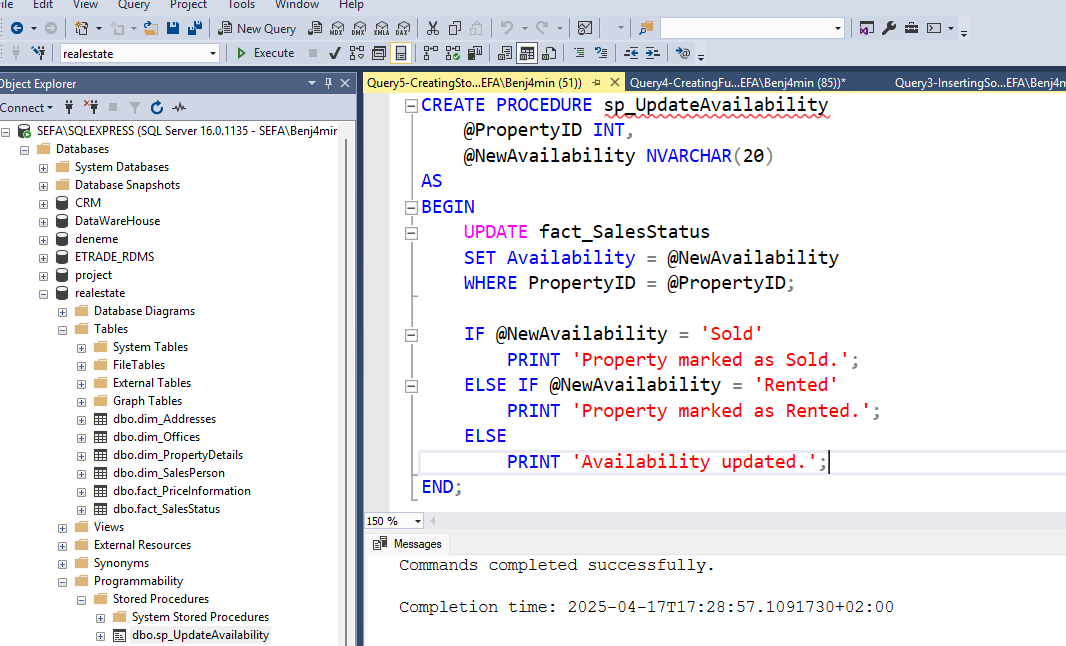 File Edit View Query Project Tools Window Help
New Query MDX DMX XMLA DAX
realestate Execute
Object Explorer
Query5-CreatingSto...EFA\Benj4min (51)) Query4-CreatingFu...EFA\Benj4min (85))* Query3-InsertingSo...EFA\Benj4m
Connect
SEFA\SQLEXPRESS (SQL Server 16.0.1135 - SEFA\Benj4min
Databases
System Databases
Database Snapshots
CRM
DataWareHouse
deneme
ETRADE_RDMS
project
realestate
Database Diagrams
Tables
System Tables
FileTables
External Tables
Graph Tables
dbo.dim_Addresses
dbo.dim_Offices
dbo.dim_PropertyDetails
dbo.dim_SalesPerson
dbo.fact_PriceInformation
dbo.fact_SalesStatus
Views
External Resources
Synonyms
Programmability
Stored Procedures
System Stored Procedures
dbo.sp_UpdateAvailability
CREATE PROCEDURE sp_UpdateAvailability
@PropertyID INT,
@NewAvailability NVARCHAR(20)
AS
BEGIN
UPDATE fact_SalesStatus
SET Availability = @NewAvailability
WHERE PropertyID = @PropertyID;
IF @NewAvailability = 'Sold'
PRINT 'Property marked as Sold.';
ELSE IF @NewAvailability = 'Rented'
PRINT 'Property marked as Rented.';
ELSE
PRINT 'Availability updated.';
END;
150 %
Messages
Commands completed successfully.
Completion time: 2025-04-17T17:28:57.1091730+02:00